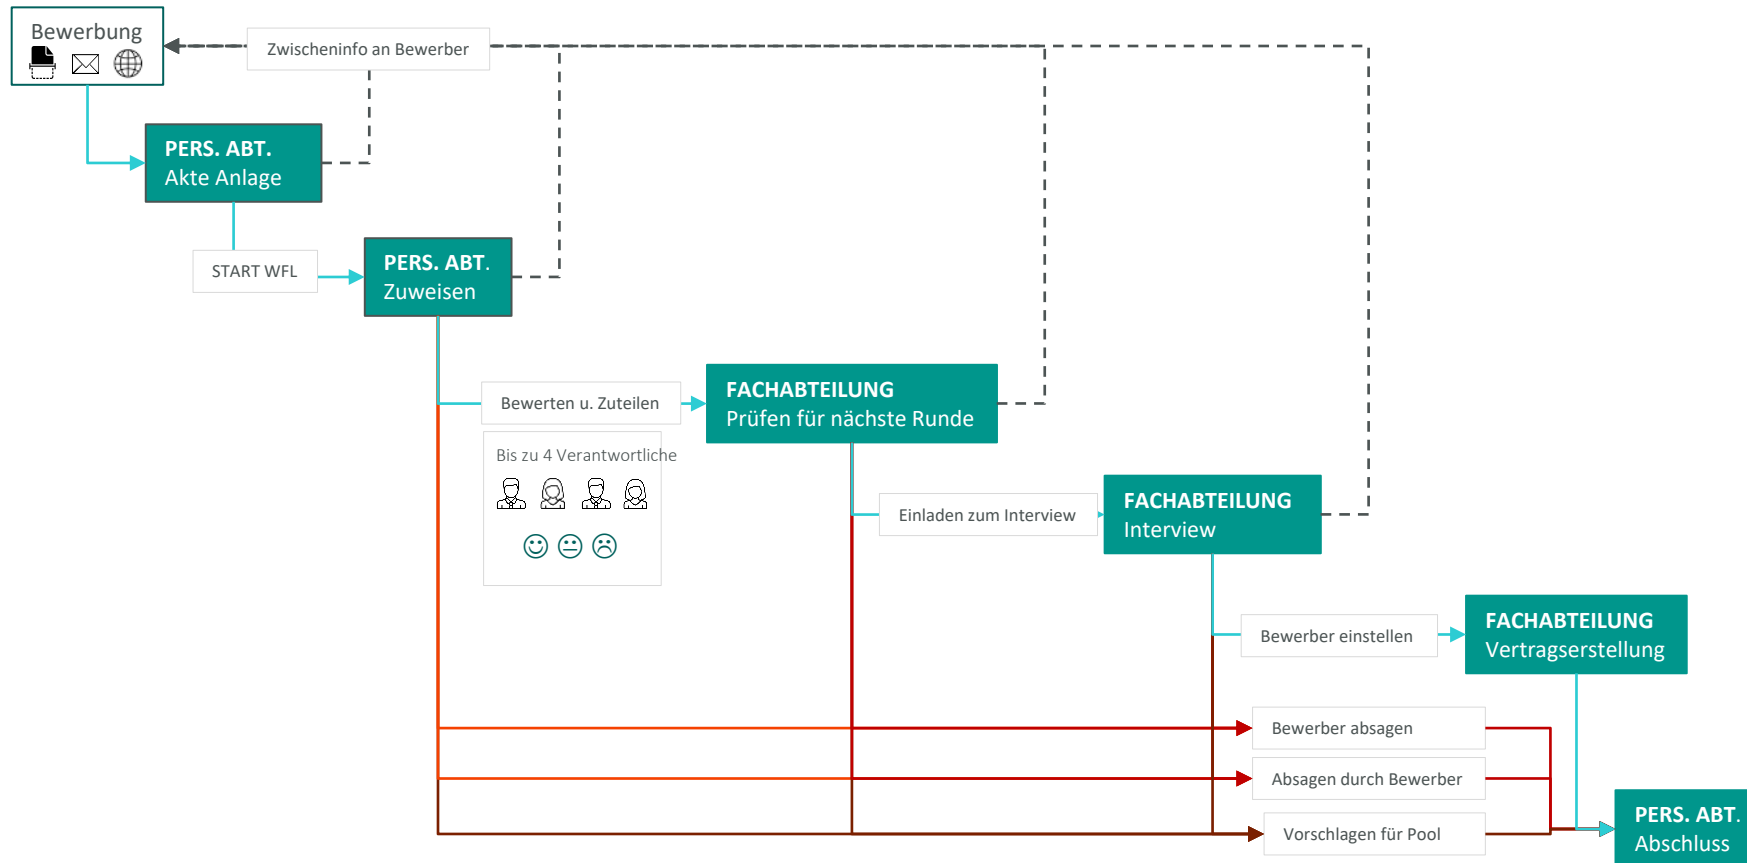 Bewerbung
Zwischeninfo an Bewerber
PERS. ABT.
Akte Anlage
START WFL
PERS. ABT.
Zuweisen
Bewerten u. Zuteilen
FACHABTEILUNG
Prüfen für nächste Runde
Bis zu 4 Verantwortliche
Einladen zum Interview
FACHABTEILUNG
Interview
Bewerber einstellen
FACHABTEILUNG
Vertragserstellung
Bewerber absagen
Absagen durch Bewerber
Vorschlagen für Pool
PERS. ABT.
Abschluss